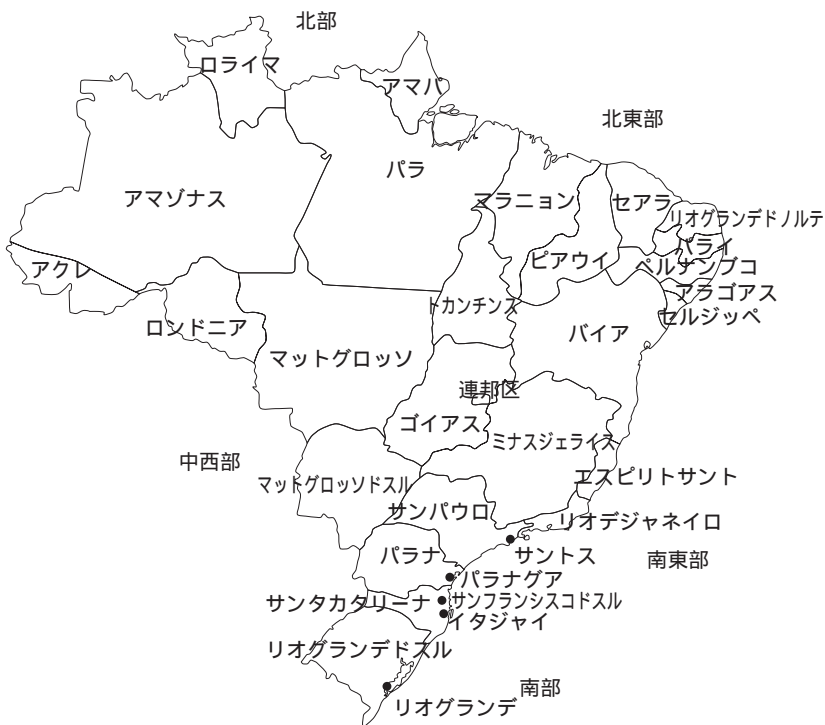 北部
ロライマ
アマパ
北東部
パラ
アマゾナス
マラニョン
セアラ
リオグランデドノルテ
パライ
ピアウイ
ペルナンブコ
アクレ
アラゴアス
トカンチンス
セルジッペ
ロンドニア
バイア
マットグロッソ
連邦区
ゴイアス
ミナスジェライス
中西部
エスピリトサント
マットグロッソドスル
サンパウロ
リオデジャネイロ
パラナ
サントス
南東部
パラナグア
サンタカタリーナ
サンフランシスコドスル
イタジャイ
リオグランデドスル
南部
リオグランデ